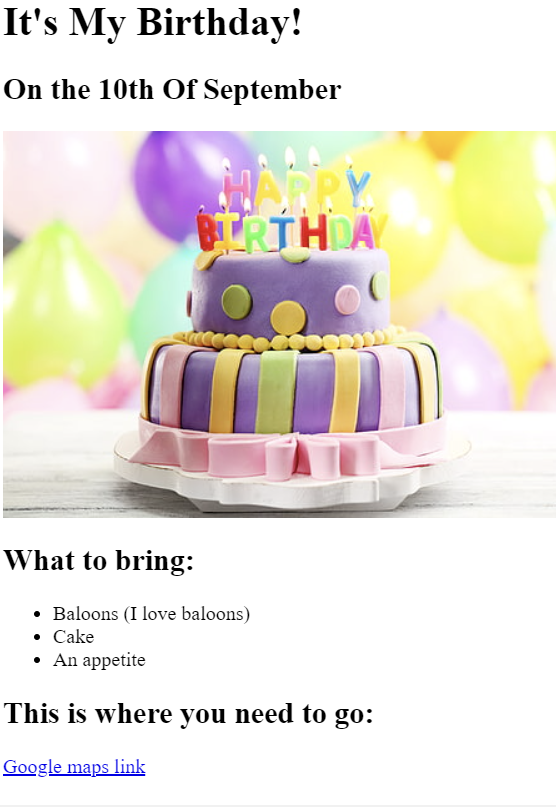 It's My Birthday!
On the 10th Of September
HAPPY
BIRTHDAY
What to bring:
Baloons (I love baloons)
Cake
An appetite
This is where you need to go:
Google maps link